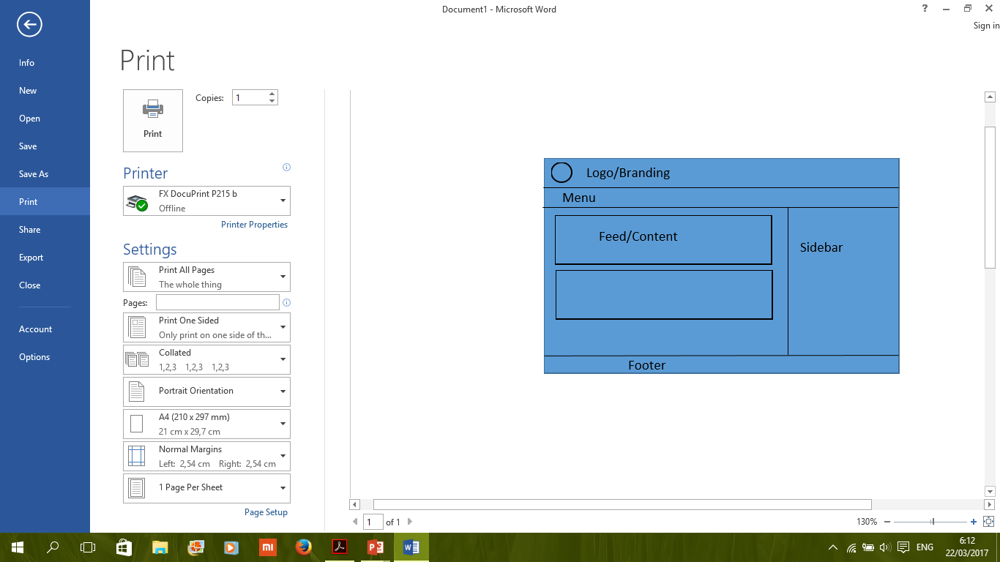 Document1 - Microsoft Word
?
Sign in
Info
New
Open
Save
Save As
Print
Share
Export
Close
Account
Options
Print
Print
Copies:
1
Printer
FX DocuPrint P215 b
Offline
Printer Properties
Settings
Print All Pages
The whole thing
Pages:
Print One Sided
Only print on one side of th...
Collated
1,2,3 1,2,3 1,2,3
Portrait Orientation
A4 (210 x 297 mm)
21 cm x 29,7 cm
Normal Margins
Left: 2,54 cm Right: 2,54 cm
1 Page Per Sheet
Page Setup
Logo/Branding
Menu
Feed/Content
Sidebar
Footer
1 of 1
130%
mi
ENG
6:12
22/03/2017